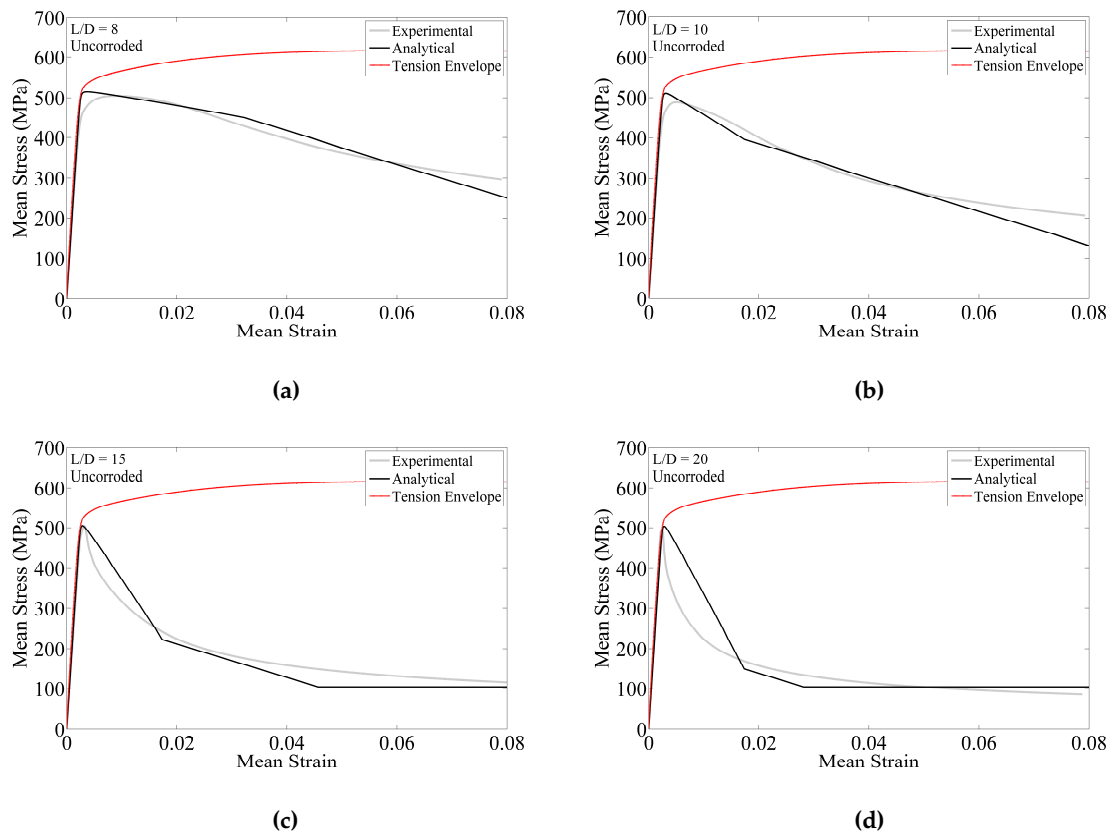 700
600
500
400
300
200
100
0
Mean Stress (MPa)
L/D = 8
Uncorroded
Experimental
Analytical
Tension Envelope
0 0.02 0.04 0.06 0.08
Mean Strain
(a)
700
600
500
400
300
200
100
0
Mean Stress (MPa)
L/D = 10
Uncorroded
Experimental
Analytical
Tension Envelope
0 0.02 0.04 0.06 0.08
Mean Strain
(b)
700
600
500
400
300
200
100
0
Mean Stress (MPa)
L/D = 15
Uncorroded
Experimental
Analytical
Tension Envelope
0 0.02 0.04 0.06 0.08
Mean Strain
(c)
700
600
500
400
300
200
100
0
Mean Stress (MPa)
L/D = 20
Uncorroded
Experimental
Analytical
Tension Envelope
0 0.02 0.04 0.06 0.08
Mean Strain
(d)